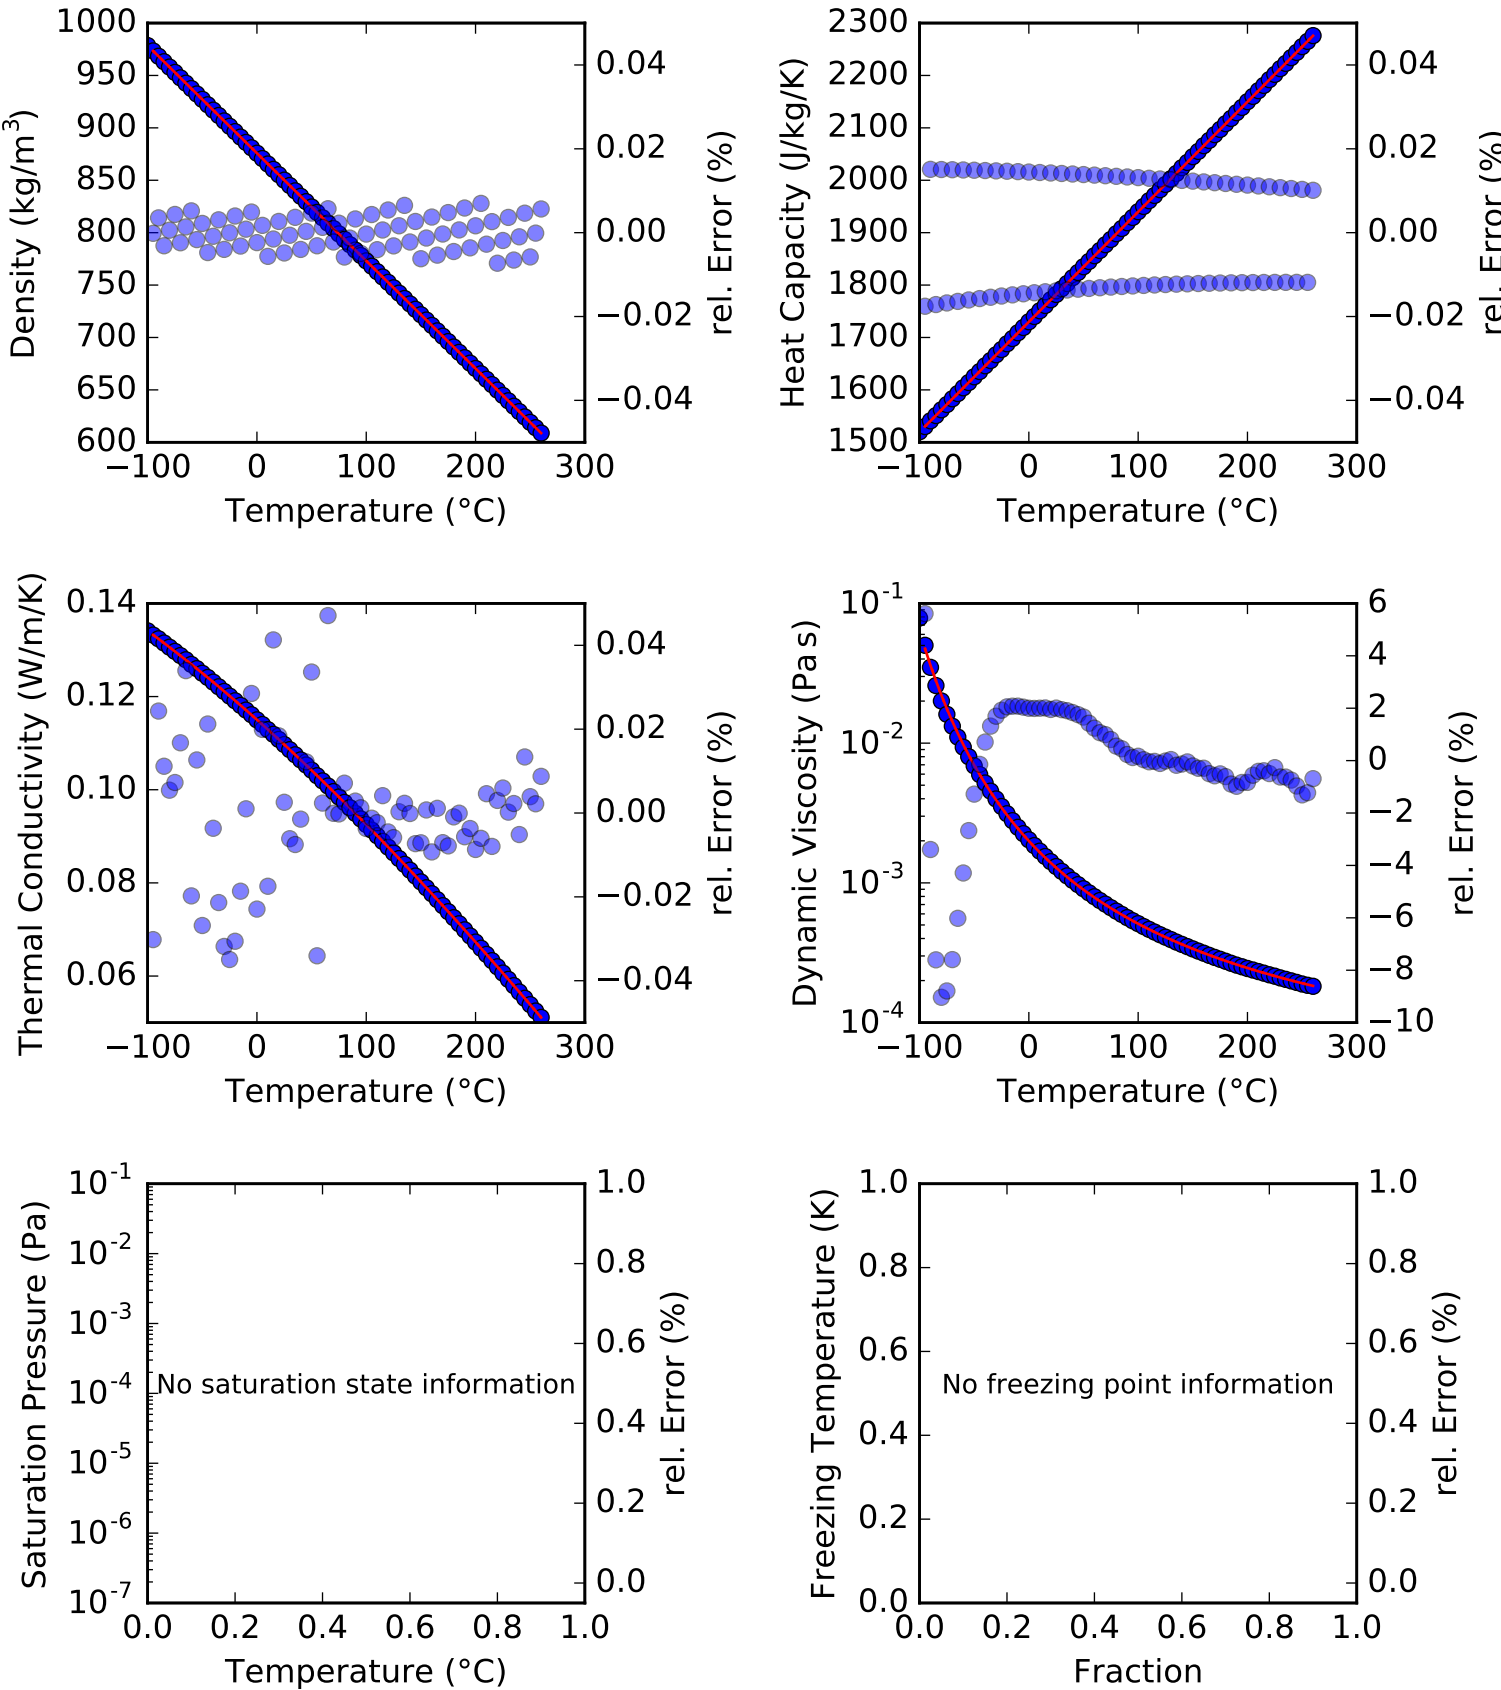 Density (kg/m³)
1000
950
900
850
800
750
700
650
600
0.04
0.02
0.00
−0.02
−0.04
rel. Error (%)
−100 0 100 200 300
Temperature (°C)
Heat Capacity (J/kg/K)
2300
2200
2100
2000
1900
1800
1700
1600
1500
0.04
0.02
0.00
−0.02
−0.04
rel. Error (%)
−100 0 100 200 300
Temperature (°C)
Thermal Conductivity (W/m/K)
0.14
0.12
0.10
0.08
0.06
0.04
0.02
0.00
−0.02
−0.04
rel. Error (%)
−100 0 100 200 300
Temperature (°C)
Dynamic Viscosity (Pa s)
10⁻¹
10⁻²
10⁻³
10⁻⁴
6
4
2
0
−2
−4
−6
−8
−10
rel. Error (%)
−100 0 100 200 300
Temperature (°C)
Saturation Pressure (Pa)
10⁻¹
10⁻²
10⁻³
10⁻⁴
10⁻⁵
10⁻⁶
10⁻⁷
No saturation state information
1.0
0.8
0.6
0.4
0.2
0.0
rel. Error (%)
0.0 0.2 0.4 0.6 0.8 1.0
Temperature (°C)
Freezing Temperature (K)
1.0
0.8
0.6
0.4
0.2
0.0
No freezing point information
1.0
0.8
0.6
0.4
0.2
0.0
rel. Error (%)
0.0 0.2 0.4 0.6 0.8 1.0
Fraction